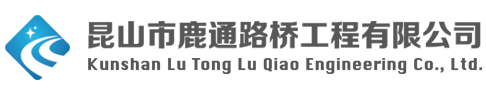 昆山市鹿通路桥工程有限公司
Kunshan Lu Tong Lu Qiao Engineering Co., Ltd.